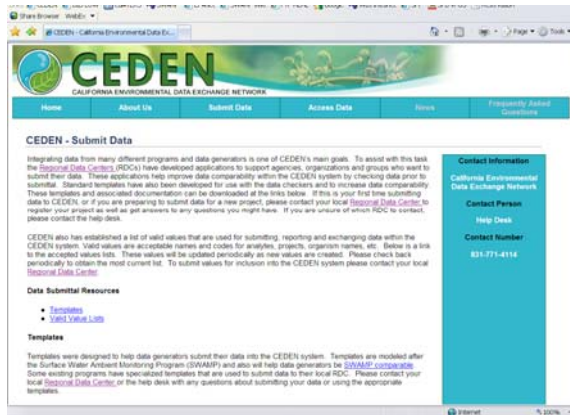 Share Browser WebEx
CEDEN - California Environmental Data Ex...
Page Tools
CEDEN
CALIFORNIA ENVIRONMENTAL DATA EXCHANGE NETWORK
Home About Us Submit Data Access Data News Frequently Asked Questions
CEDEN - Submit Data
Integrating data from many different programs and data generators is one of CEDEN's main goals. To assist with this task
the Regional Data Centers (RDCs) have developed applications to support agencies, organizations and groups who want to
submit their data. These applications help improve data comparability within the CEDEN system by checking data prior to
submittal. Standard templates have also been developed for use with the data checkers and to increase data comparability.
These templates and associated documentation can be downloaded at the links below. If this is your first time submitting
data to CEDEN, or if you are preparing to submit data for a new project, please contact your local Regional Data Center to
register your project as well as get answers to any questions you might have. If you are unsure of which RDC to contact,
please contact the help desk.
CEDEN also has established a list of valid values that are used for submitting, reporting and exchanging data within the
CEDEN system. Valid values are acceptable names and codes for analytes, projects, organism names, etc. Below is a link
to the accepted values lists. These values will be updated periodically as new values are created. Please check back
periodically to obtain the most current list. To submit values for inclusion into the CEDEN system please contact your local
Regional Data Center.
Data Submittal Resources
Templates
Valid Value Lists
Templates
Templates were designed to help data generators submit their data into the CEDEN system. Templates are modeled after
the Surface Water Ambient Monitoring Program (SWAMP) and also will help data generators be SWAMP comparable.
Some existing programs have specialized templates that are used to submit data to their local RDC. Please contact your
local Regional Data Center or the help desk with any questions about submitting your data or using the appropriate
templates.
Contact Information
California Environmental
Data Exchange Network
Contact Person
Help Desk
Contact Number
831-771-4114
Internet 100%